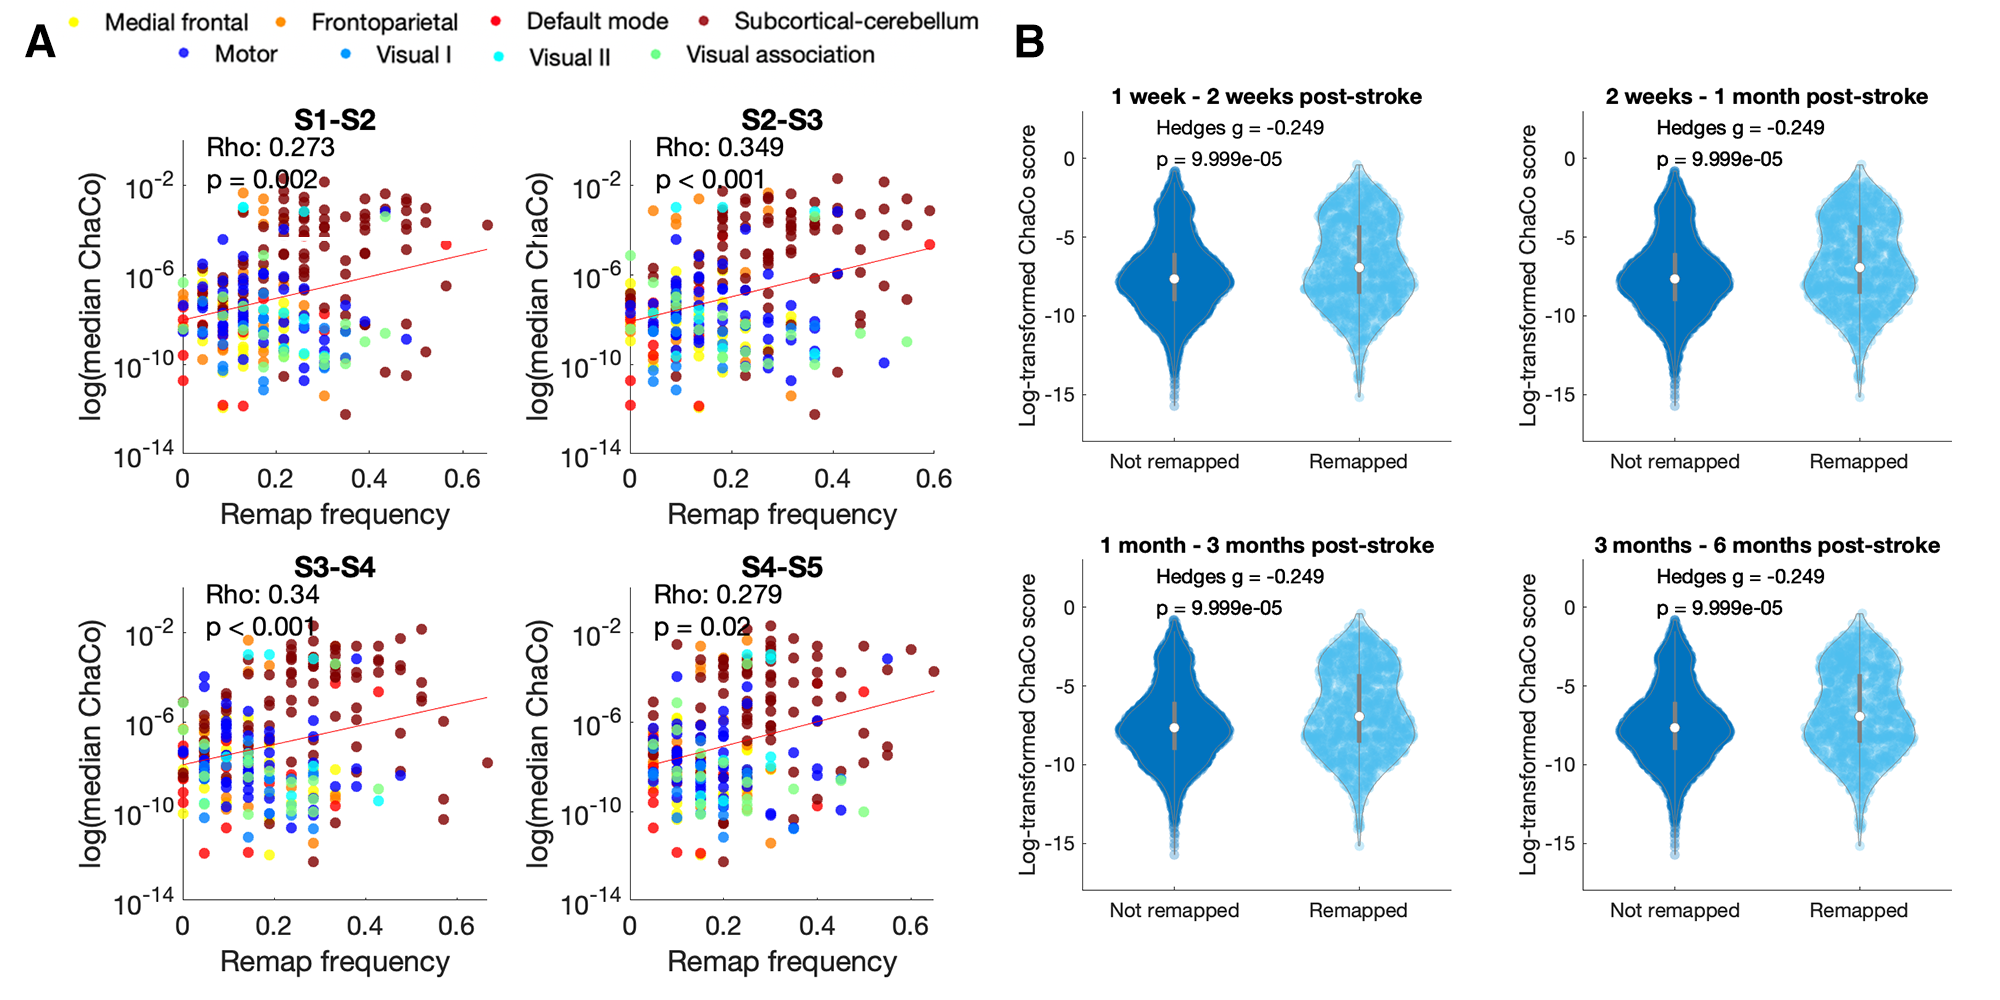 A
Medial frontal Frontoparietal Default mode Subcortical-cerebellum
Motor Visual I Visual II Visual association
S1-S2
Rho: 0.273
p = 0.002
log(median ChaCo)
10^-2
10^-6
10^-10
10^-14
0 0.2 0.4 0.6
Remap frequency
S2-S3
Rho: 0.349
p < 0.001
log(median ChaCo)
10^-2
10^-6
10^-10
10^-14
0 0.2 0.4 0.6
Remap frequency
S3-S4
Rho: 0.34
p < 0.001
log(median ChaCo)
10^-2
10^-6
10^-10
10^-14
0 0.2 0.4 0.6
Remap frequency
S4-S5
Rho: 0.279
p = 0.02
log(median ChaCo)
10^-2
10^-6
10^-10
10^-14
0 0.2 0.4 0.6
Remap frequency
B
1 week - 2 weeks post-stroke
Hedges g = -0.249
p = 9.999e-05
Log-transformed ChaCo score
0
-5
-10
-15
Not remapped Remapped
2 weeks - 1 month post-stroke
Hedges g = -0.249
p = 9.999e-05
Log-transformed ChaCo score
0
-5
-10
-15
Not remapped Remapped
1 month - 3 months post-stroke
Hedges g = -0.249
p = 9.999e-05
Log-transformed ChaCo score
0
-5
-10
-15
Not remapped Remapped
3 months - 6 months post-stroke
Hedges g = -0.249
p = 9.999e-05
Log-transformed ChaCo score
0
-5
-10
-15
Not remapped Remapped